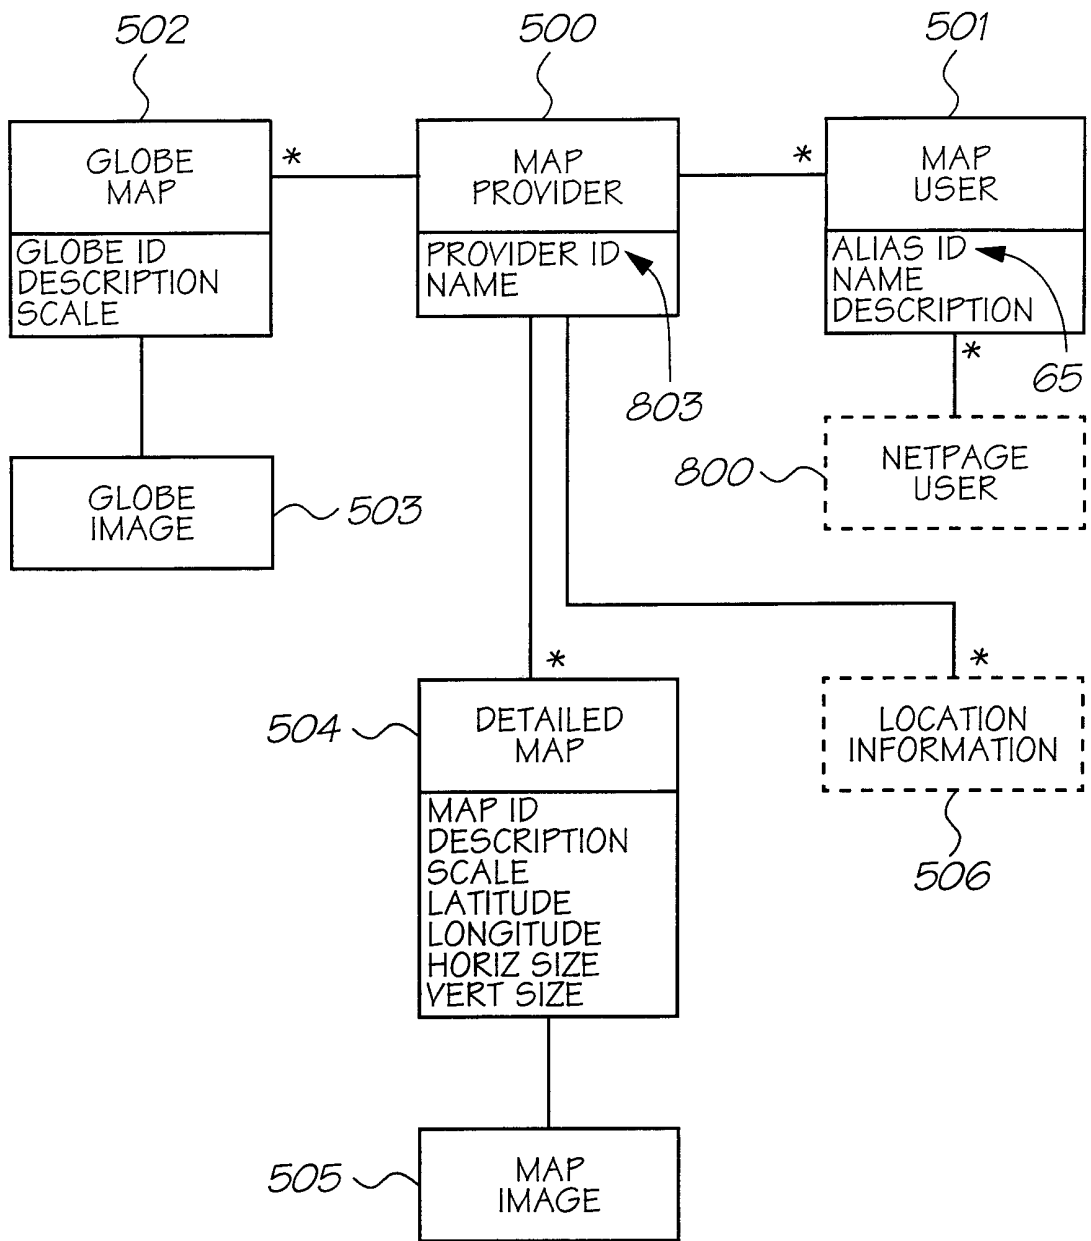 502
500
501
GLOBE
MAP
*
MAP
PROVIDER
*
MAP
USER
GLOBE ID
DESCRIPTION
SCALE
PROVIDER ID
NAME
ALIAS ID
NAME
DESCRIPTION
803
*
65
GLOBE
IMAGE
503
800
NETPAGE
USER
*
*
504
DETAILED
MAP
LOCATION
INFORMATION
MAP ID
DESCRIPTION
SCALE
LATITUDE
LONGITUDE
HORIZ SIZE
VERT SIZE
506
505
MAP
IMAGE